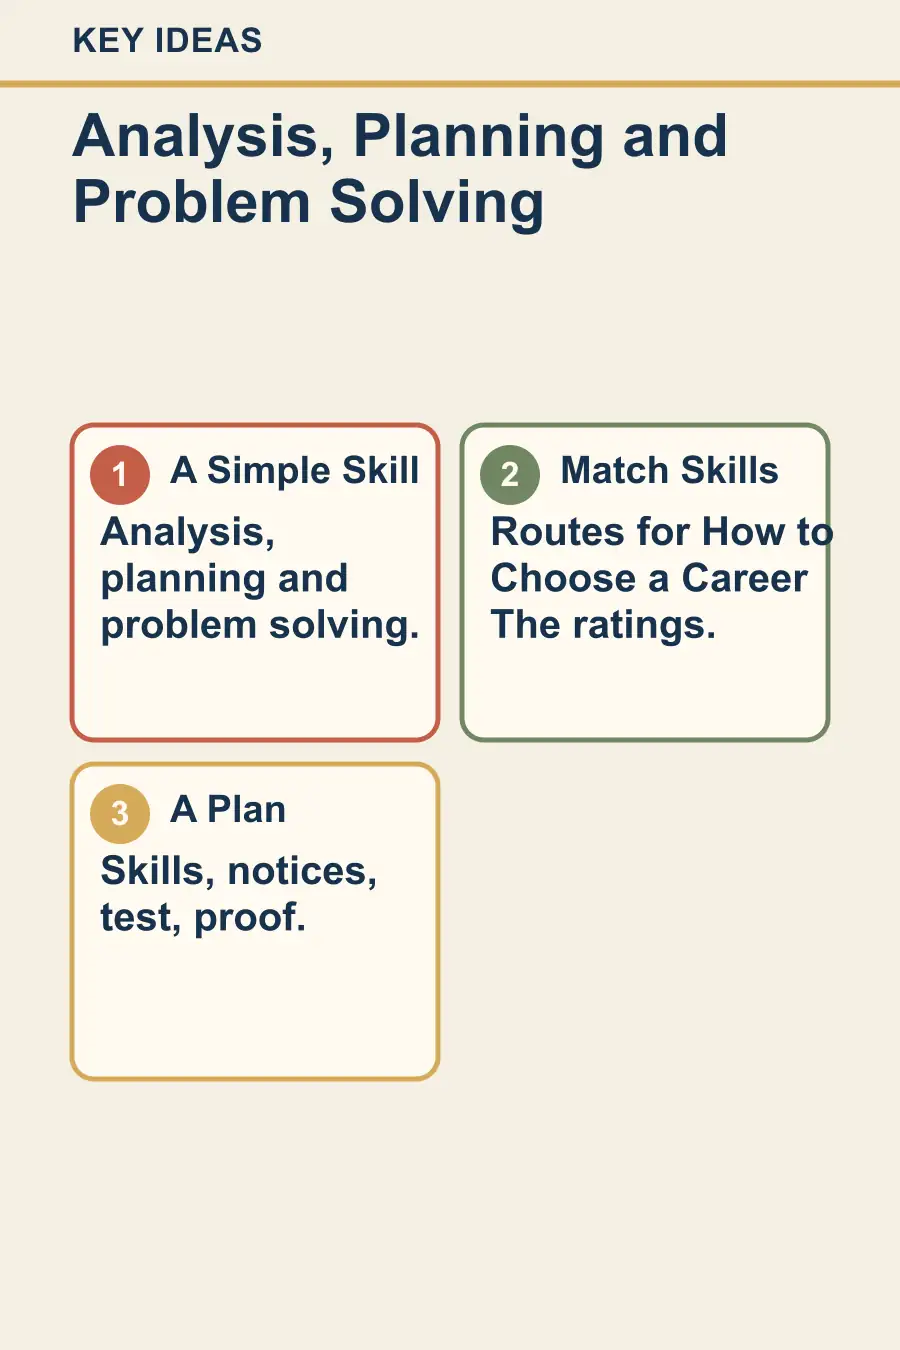 KEY IDEAS
Analysis, Planning and
Problem Solving
1 A Simple Skill
Analysis,
planning and
problem solving.
2 Match Skills
Routes for How to
Choose a Career
The ratings.
3 A Plan
Skills, notices,
test, proof.